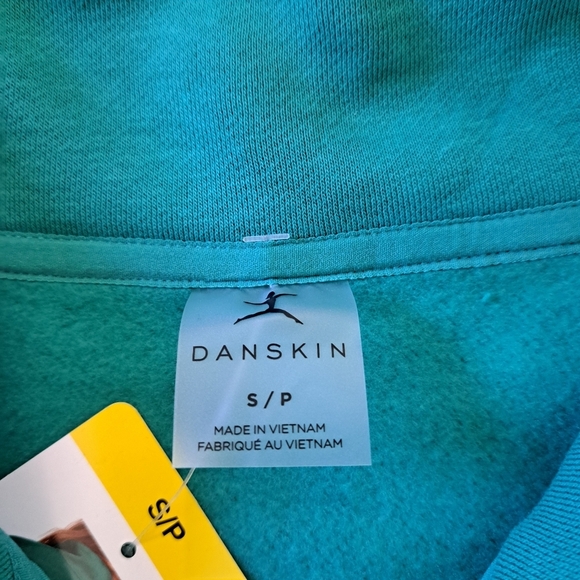 DANSKIN
S / P
MADE IN VIETNAM
FABRIQUÉ AU VIETNAM
S/P